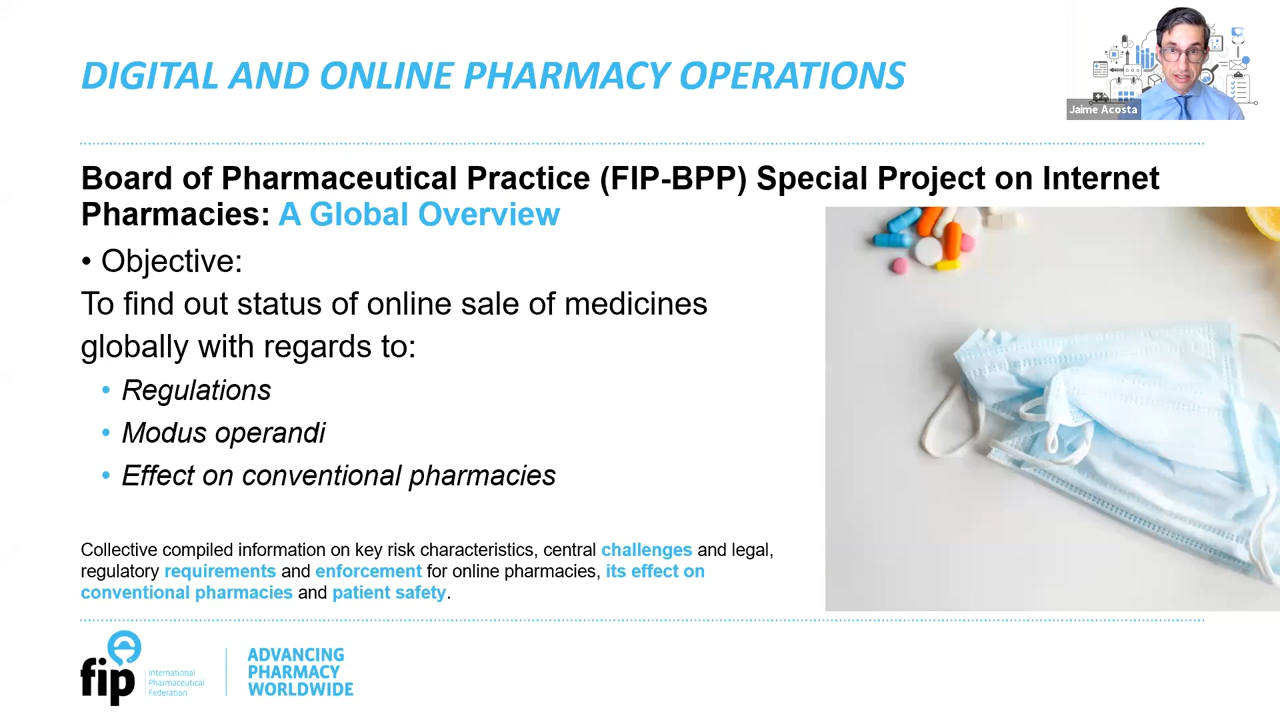 DIGITAL AND ONLINE PHARMACY OPERATIONS
Jaime Acosta
Board of Pharmaceutical Practice (FIP-BPP) Special Project on Internet
Pharmacies: A Global Overview
• Objective:
To find out status of online sale of medicines
globally with regards to:
• Regulations
• Modus operandi
• Effect on conventional pharmacies
Collective compiled information on key risk characteristics, central challenges and legal,
regulatory requirements and enforcement for online pharmacies, its effect on
conventional pharmacies and patient safety.
fip
International
Pharmaceutical
Federation
ADVANCING
PHARMACY
WORLDWIDE